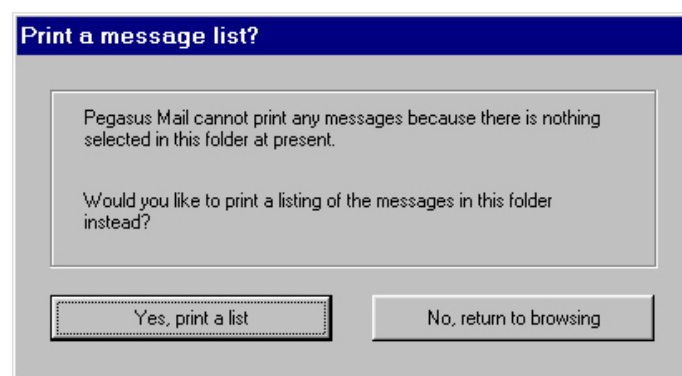 Print a message list?
Pegasus Mail cannot print any messages because there is nothing
selected in this folder at present.
Would you like to print a listing of the messages in this folder
instead?
Yes, print a list
No, return to browsing